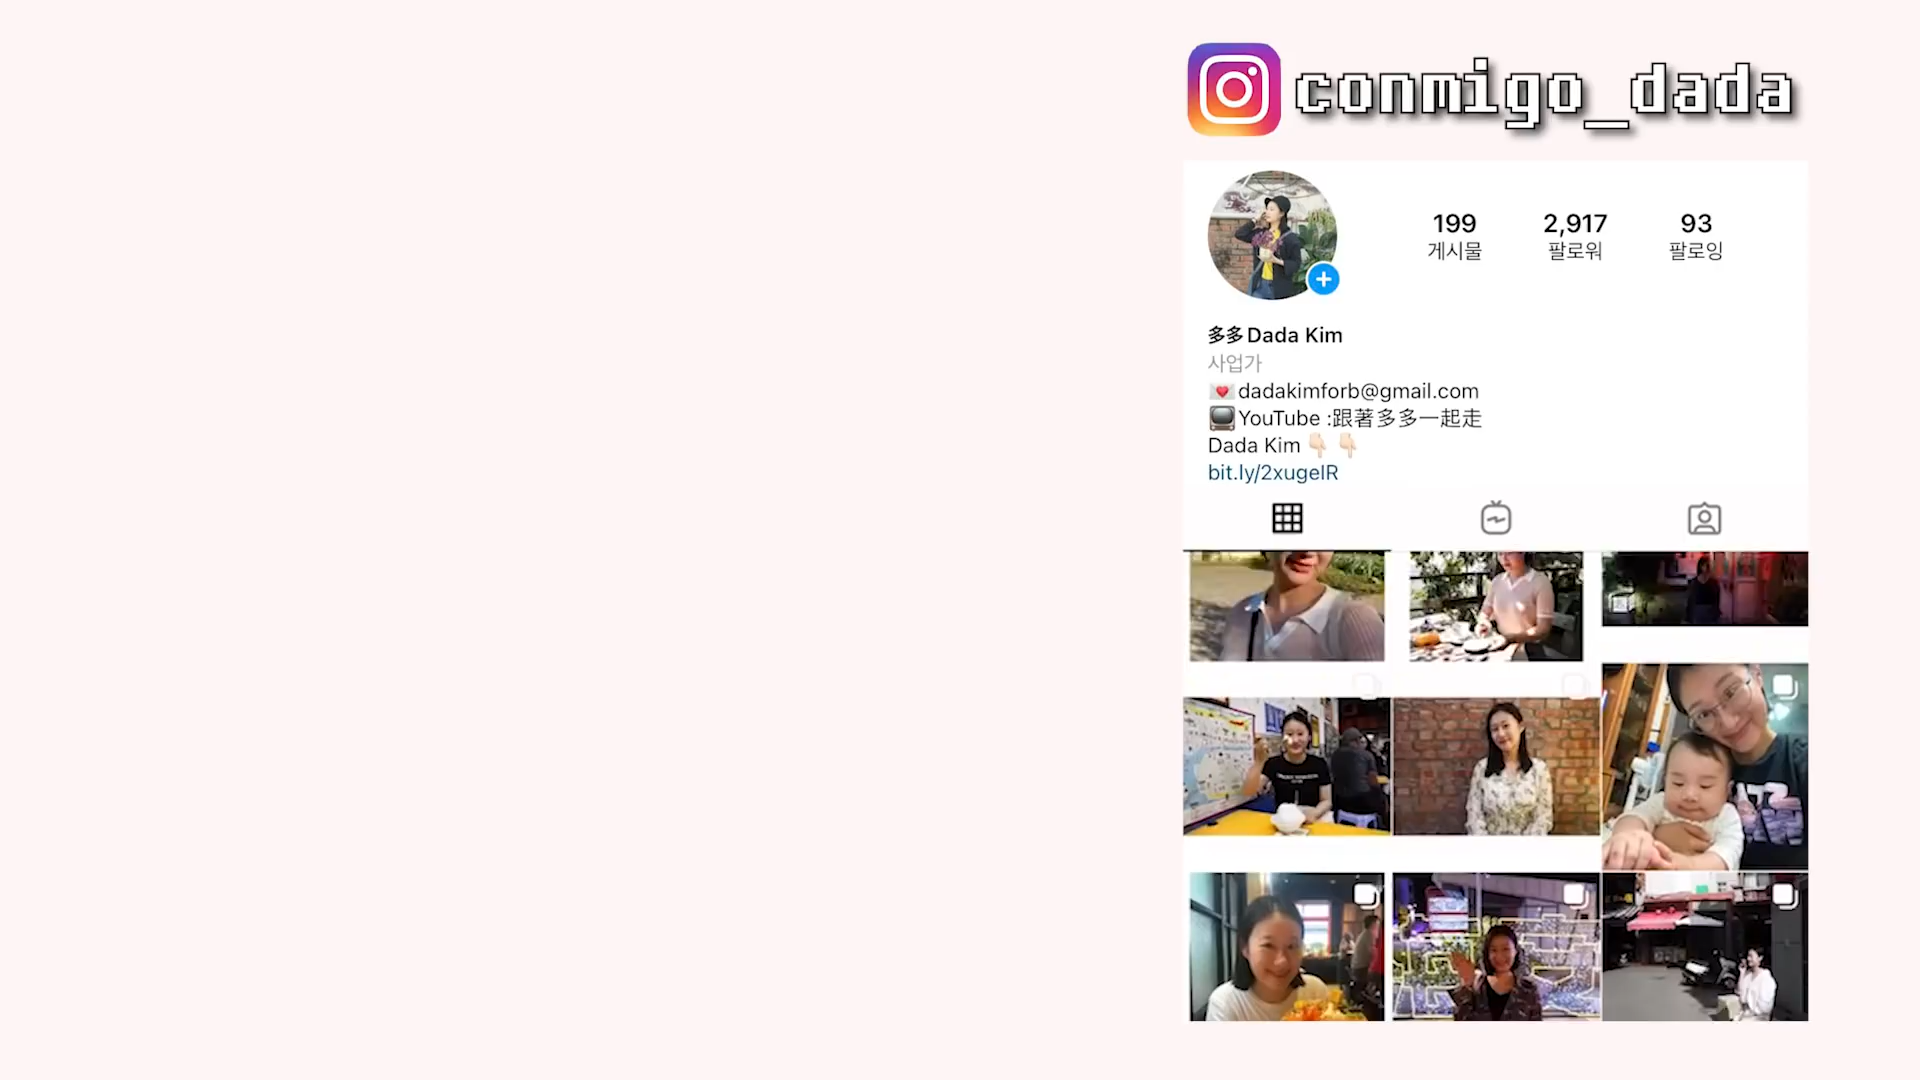 conmigo_dada
199
게시물
2,917
팔로워
93
팔로잉
多多Dada Kim
사업가
💌dadakimforb@gmail.com
📺YouTube :跟著多多一起走
Dada Kim👇🏻👇🏻
bit.ly/2xugeIR